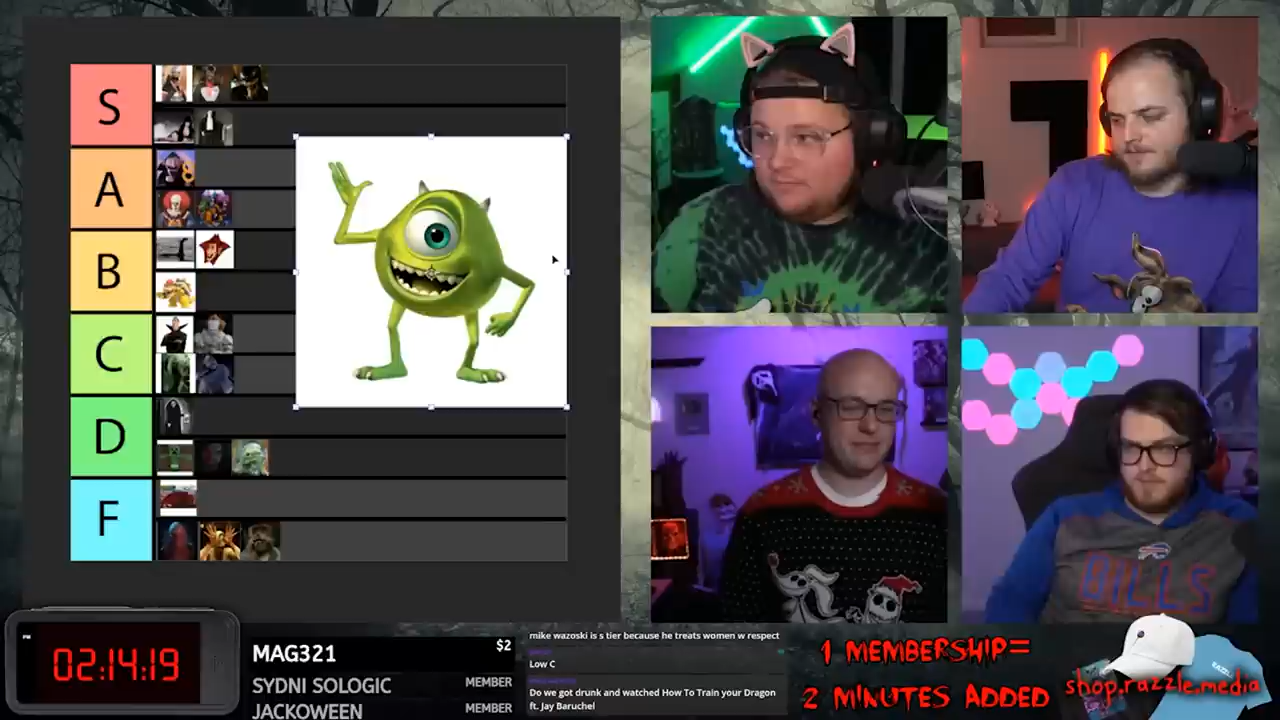 S
A
B
C
D
F
BILLS
PM
02:14:19
MAG321
$2
SYDNI SOLOGIC
MEMBER
JACKOWEEN
MEMBER
mike wazoski is s tier because he treats women w respect
Low C
Do we got drunk and watched How To Train your Dragon
ft. Jay Baruchel
1 MEMBERSHIP=
2 MINUTES ADDED
shop.razzle.media